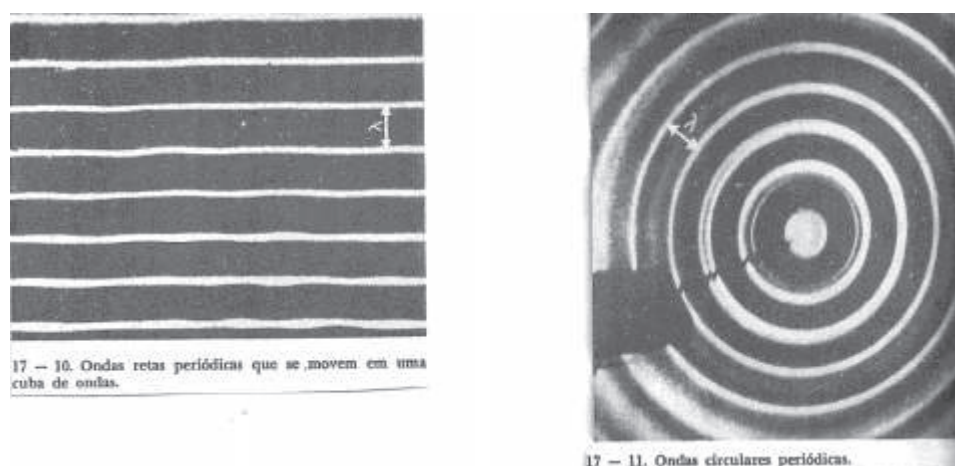 λ
17 — 10. Ondas retas periódicas que se movem em uma
cuba de ondas.
λ
17 — 11. Ondas circulares periódicas.